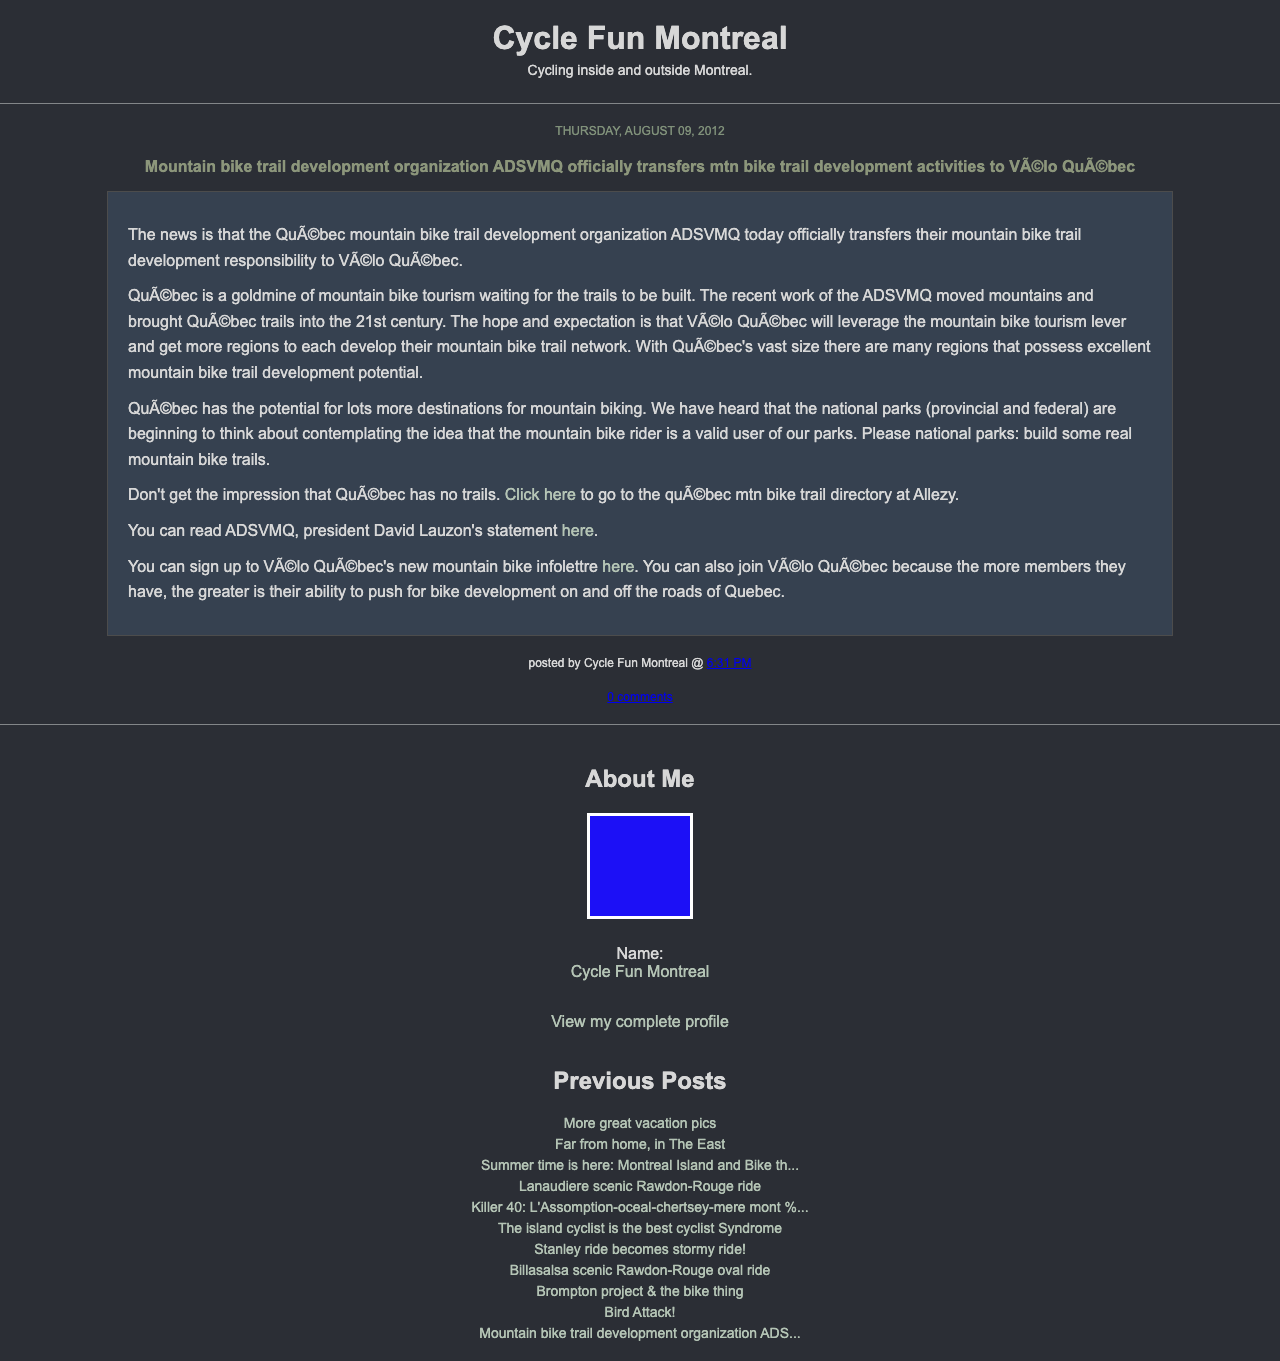 Cycle Fun Montreal
Cycling inside and outside Montreal.
THURSDAY, AUGUST 09, 2012
Mountain bike trail development organization ADSVMQ officially transfers mtn bike trail development activities to VÃ©lo QuÃ©bec
The news is that the QuÃ©bec mountain bike trail development organization ADSVMQ today officially transfers their mountain bike trail
development responsibility to VÃ©lo QuÃ©bec.
QuÃ©bec is a goldmine of mountain bike tourism waiting for the trails to be built. The recent work of the ADSVMQ moved mountains and
brought QuÃ©bec trails into the 21st century. The hope and expectation is that VÃ©lo QuÃ©bec will leverage the mountain bike tourism lever
and get more regions to each develop their mountain bike trail network. With QuÃ©bec's vast size there are many regions that possess excellent
mountain bike trail development potential.
QuÃ©bec has the potential for lots more destinations for mountain biking. We have heard that the national parks (provincial and federal) are
beginning to think about contemplating the idea that the mountain bike rider is a valid user of our parks. Please national parks: build some real
mountain bike trails.
Don't get the impression that QuÃ©bec has no trails. Click here to go to the quÃ©bec mtn bike trail directory at Allezy.
You can read ADSVMQ, president David Lauzon's statement here.
You can sign up to VÃ©lo QuÃ©bec's new mountain bike infolettre here. You can also join VÃ©lo QuÃ©bec because the more members they
have, the greater is their ability to push for bike development on and off the roads of Quebec.
posted by Cycle Fun Montreal @ 6:31 PM
0 comments
About Me
Name:
Cycle Fun Montreal
View my complete profile
Previous Posts
More great vacation pics
Far from home, in The East
Summer time is here: Montreal Island and Bike th...
Lanaudiere scenic Rawdon-Rouge ride
Killer 40: L'Assomption-oceal-chertsey-mere mont %...
The island cyclist is the best cyclist Syndrome
Stanley ride becomes stormy ride!
Billasalsa scenic Rawdon-Rouge oval ride
Brompton project & the bike thing
Bird Attack!
Mountain bike trail development organization ADS...